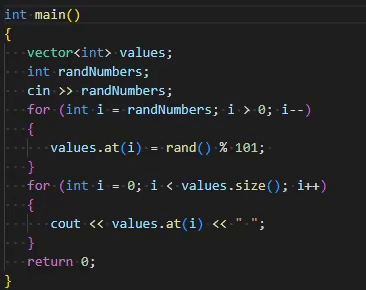 int main()
{
    vector<int> values;
    int randNumbers;
    cin >> randNumbers;
    for (int i = randNumbers; i > 0; i--)
    {
       values.at(i) = rand() % 101;
    }
    for (int i = 0; i < values.size(); i++)
    {
       cout << values.at(i) << " ";
    }
    return 0;
}